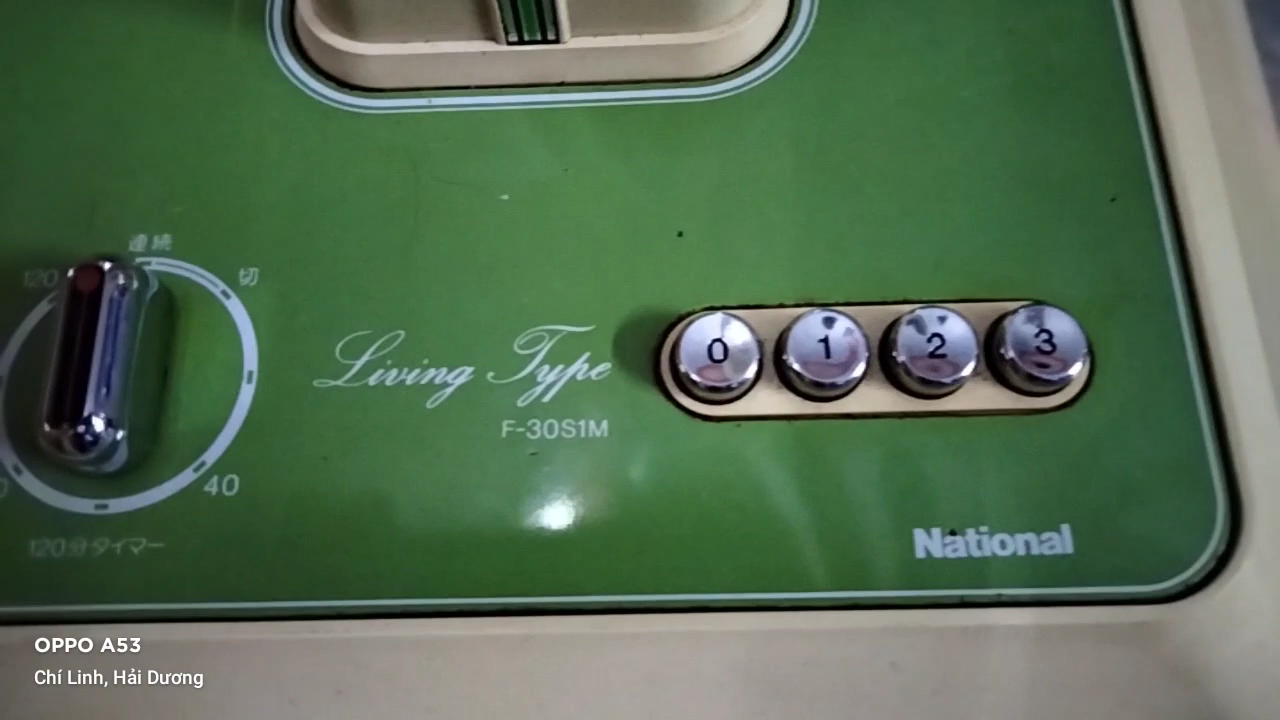 連続
120
切
Living Type
0 1 2 3
F-30S1M
40
120分タイマー
National
OPPO A53
Chí Linh, Hải Dương